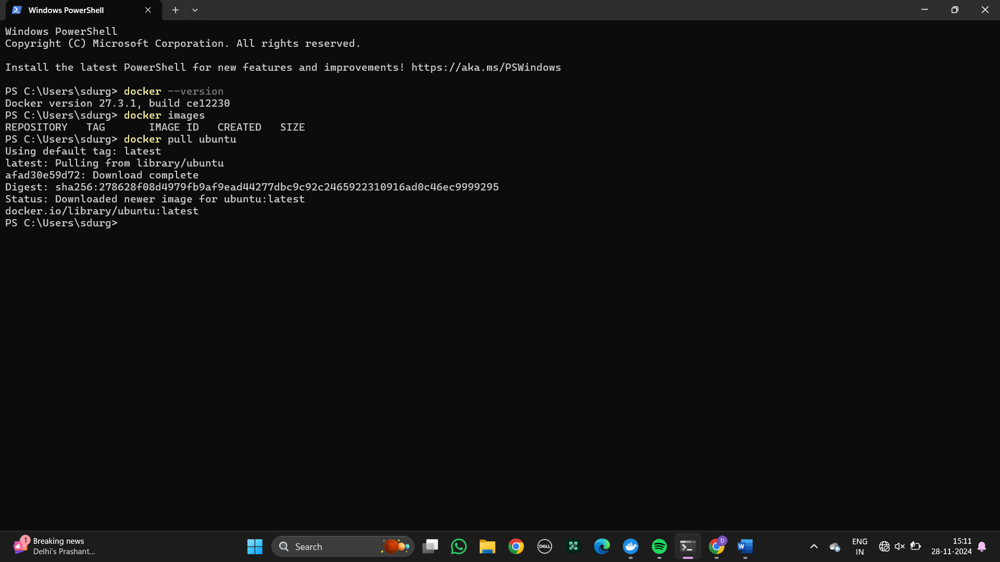 Windows PowerShell
Windows PowerShell
Copyright (C) Microsoft Corporation. All rights reserved.
Install the latest PowerShell for new features and improvements! https://aka.ms/PSWindows
PS C:\Users\sdurg> docker --version
Docker version 27.3.1, build ce12230
PS C:\Users\sdurg> docker images
REPOSITORY   TAG       IMAGE ID   CREATED   SIZE
PS C:\Users\sdurg> docker pull ubuntu
Using default tag: latest
latest: Pulling from library/ubuntu
afad30e59d72: Download complete
Digest: sha256:278628f08d4979fb9af9ead44277dbc9c92c2465922310916ad0c46ec9999295
Status: Downloaded newer image for ubuntu:latest
docker.io/library/ubuntu:latest
PS C:\Users\sdurg>
1
Breaking news
Delhi's Prashant...
Search
DELL
D
W
ENG
IN
15:11
28-11-2024